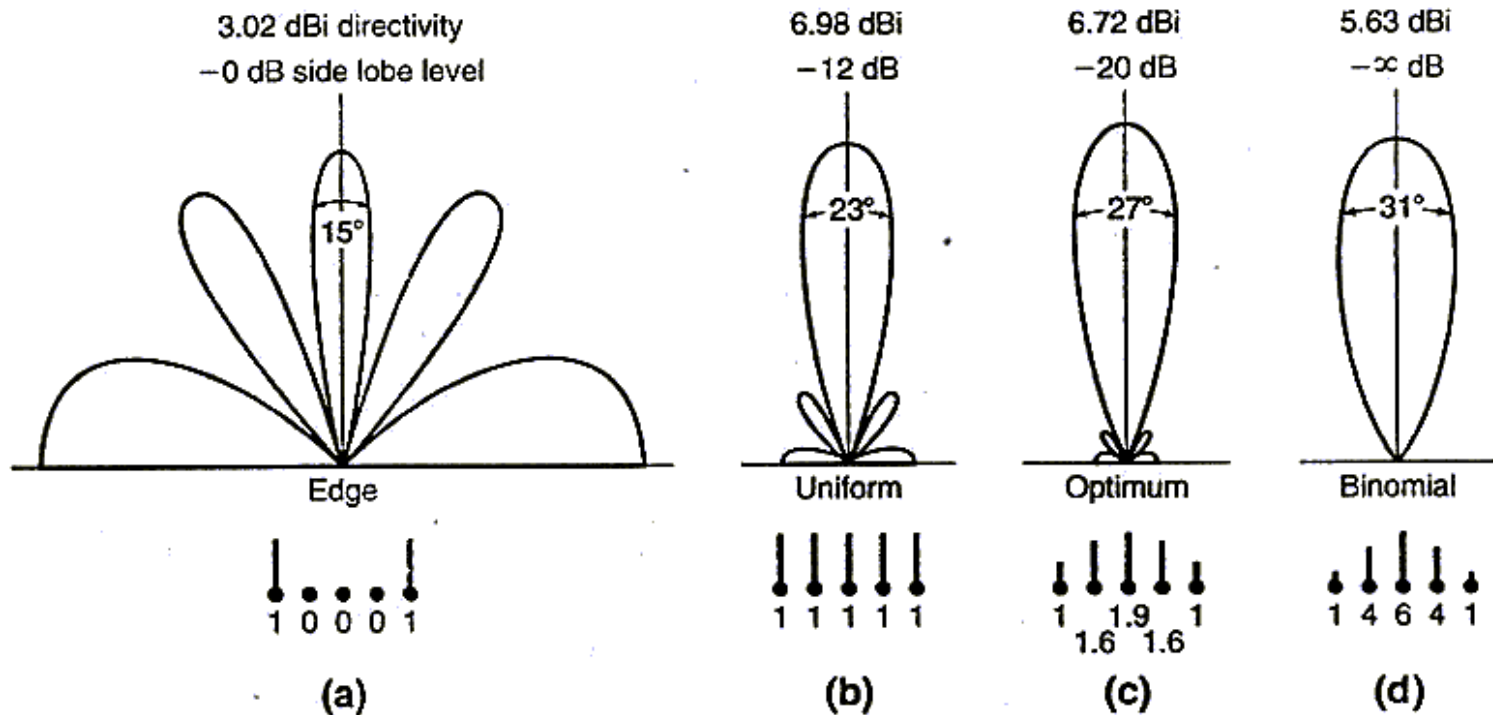 3.02 dBi directivity
−0 dB side lobe level
15°
Edge
1 0 0 0 1
(a)
6.98 dBi
−12 dB
23°
Uniform
1 1 1 1 1
(b)
6.72 dBi
−20 dB
27°
Optimum
1 1.9 1
1.6 1.6
(c)
5.63 dBi
−∞ dB
31°
Binomial
1 4 6 4 1
(d)